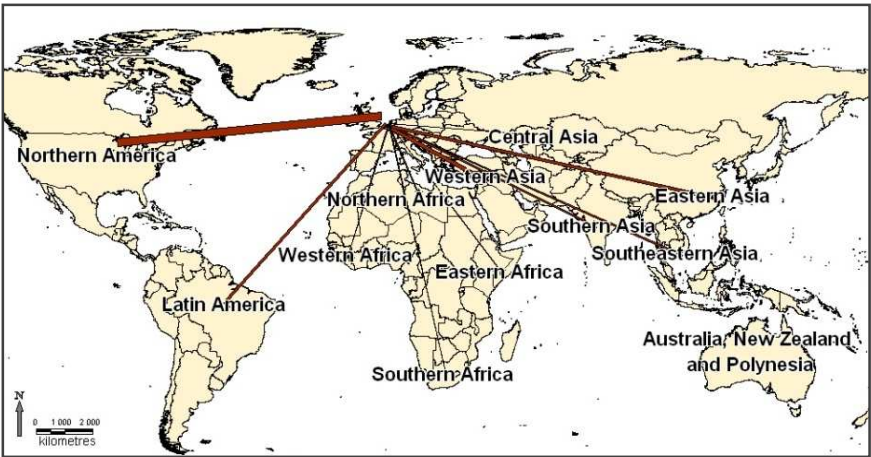 Northern America
Central Asia
Western Asia
Northern Africa
Eastern Asia
Southern Asia
Western Africa
Southeastern Asia
Eastern Africa
Latin America
Australia, New Zealand
and Polynesia
Southern Africa
N
0 1 000 2 000
kilometres